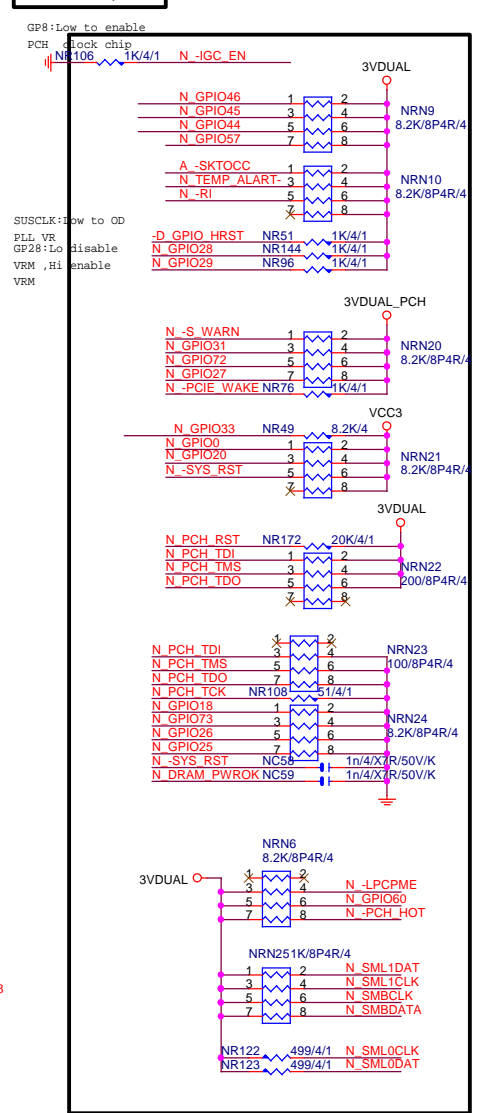 GP8:Low to enable
PCH clock chip
NR106 1K/4/1 N_-IGC_EN
3VDUAL
N_GPIO46 1 2 NRN9
N_GPIO45 3 4 8.2K/8P4R/4
N_GPIO44 5 6
N_GPIO57 7 8
A_-SKTOCC 1 2
N_TEMP_ALART- 3 4 NRN10
N_-RI 5 6 8.2K/8P4R/4
7 8
SUSCLK:Low to OD
PLL VR
-D_GPIO_HRST NR51 1K/4/1
GP28:Lo disable
N_GPIO28 NR144 1K/4/1
VRM ,Hi enable
N_GPIO29 NR96 1K/4/1
VRM
3VDUAL_PCH
N_-S_WARN 1 2
N_GPIO31 3 4 NRN20
N_GPIO72 5 6 8.2K/8P4R/4
N_GPIO27 7 8
N_-PCIE_WAKE NR76 1K/4/1
VCC3
N_GPIO33 NR49 8.2K/4
N_GPIO0 1 2
N_GPIO20 3 4 NRN21
N_-SYS_RST 5 6 8.2K/8P4R/4
7 8
3VDUAL
N_PCH_RST NR172 20K/4/1
N_PCH_TDI 1 2
N_PCH_TMS 3 4 NRN22
N_PCH_TDO 5 6 200/8P4R/4
7 8
1 2
N_PCH_TDI 3 4 NRN23
N_PCH_TMS 5 6 100/8P4R/4
N_PCH_TDO 7 8
N_PCH_TCK NR108 51/4/1
N_GPIO18 1 2
N_GPIO73 3 4 NRN24
N_GPIO26 5 6 8.2K/8P4R/4
N_GPIO25 7 8
N_-SYS_RST NC58 1n/4/X7R/50V/K
N_DRAM_PWROK NC59 1n/4/X7R/50V/K
NRN6
8.2K/8P4R/4
3VDUAL 1 2
3 4 N_-LPCPME
5 6 N_GPIO60
7 8 N_-PCH_HOT
NRN251K/8P4R/4
1 2 N_SML1DAT
3 4 N_SML1CLK
5 6 N_SMBCLK
7 8 N_SMBDATA
NR122 499/4/1 N_SML0CLK
NR123 499/4/1 N_SML0DAT